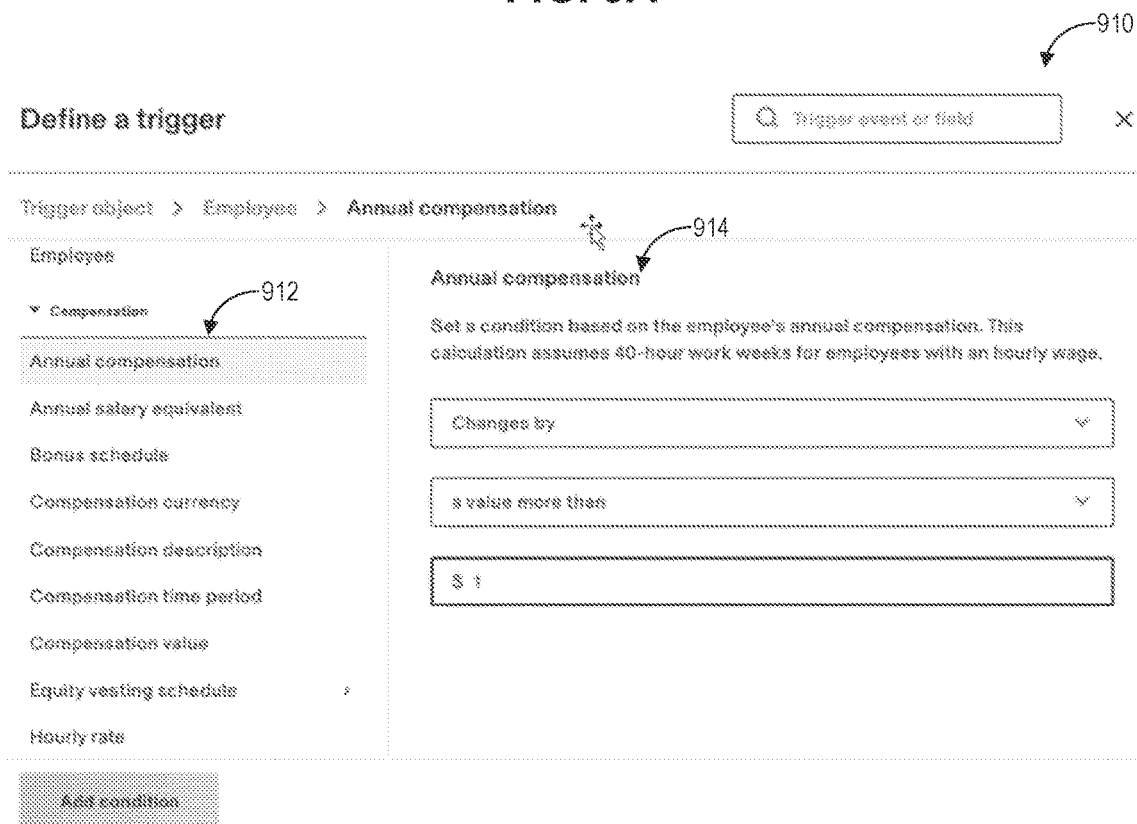 910
Define a trigger
Trigger event or field
Trigger object > Employee > Annual compensation
914
Employee
912
Compensation
Annual compensation
Annual salary equivalent
Bonus schedule
Compensation currency
Compensation description
Compensation time period
Compensation value
Equity vesting schedule
Hourly rate
Annual compensation
Set a condition based on the employee's annual compensation. This
calculation assumes 40-hour work weeks for employees with an hourly wage.
Changes by
a value more than
$ 1
Add condition